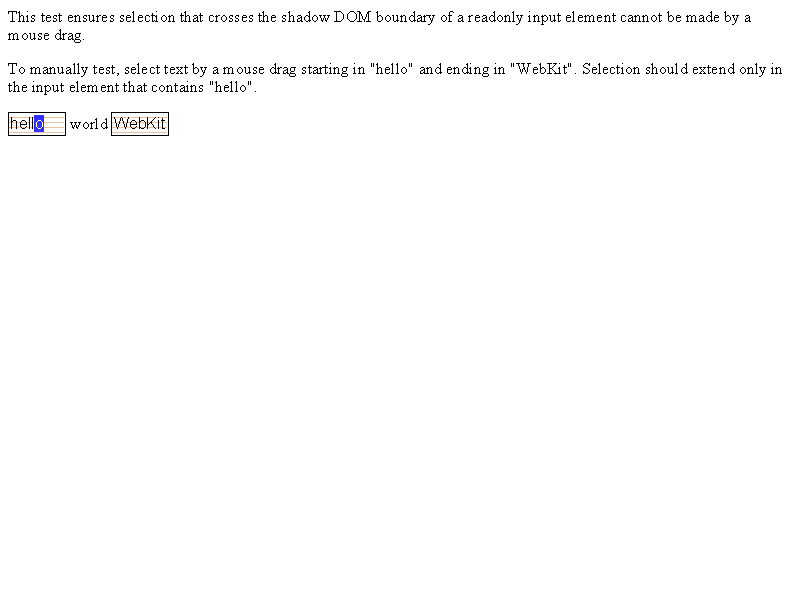 This test ensures selection that crosses the shadow DOM boundary of a readonly input element cannot be made by a
mouse drag.
To manually test, select text by a mouse drag starting in "hello" and ending in "WebKit". Selection should extend only in
the input element that contains "hello".
hello world WebKit